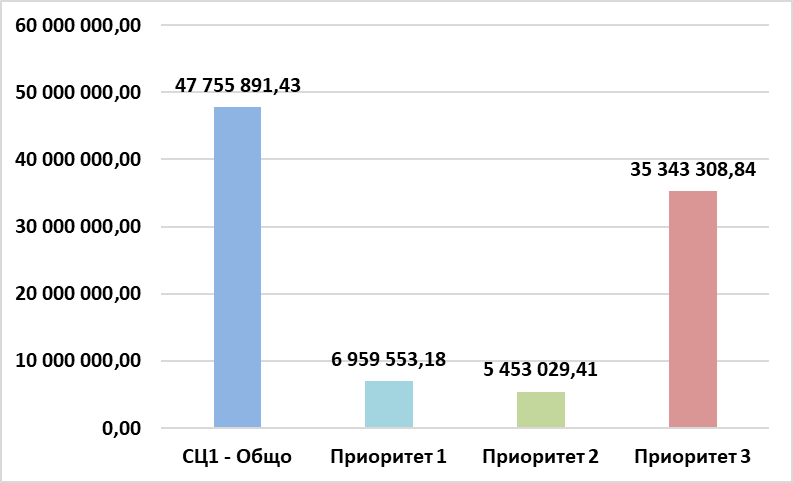 60 000 000,00
50 000 000,00
40 000 000,00
30 000 000,00
20 000 000,00
10 000 000,00
0,00
47 755 891,43
6 959 553,18
5 453 029,41
35 343 308,84
СЦ1 - Общо
Приоритет 1
Приоритет 2
Приоритет 3